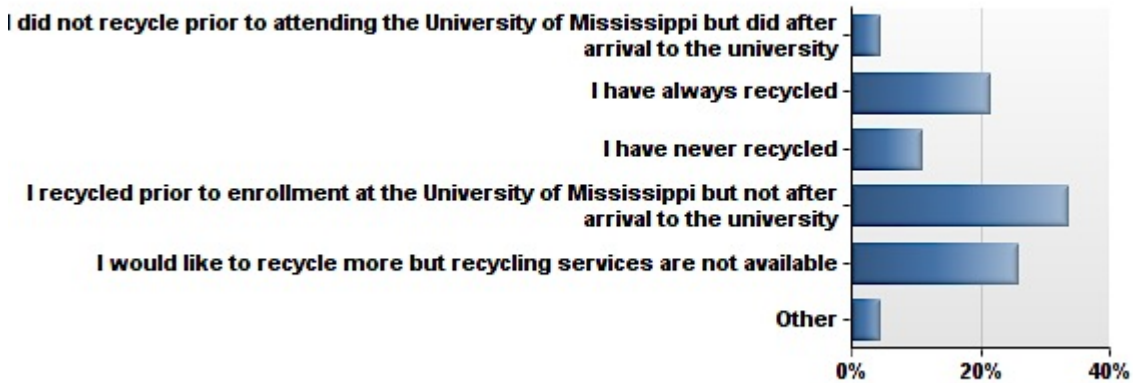 I did not recycle prior to attending the University of Mississippi but did after
arrival to the university
I have always recycled
I have never recycled
I recycled prior to enrollment at the University of Mississippi but not after
arrival to the university
I would like to recycle more but recycling services are not available
Other
0% 20% 40%